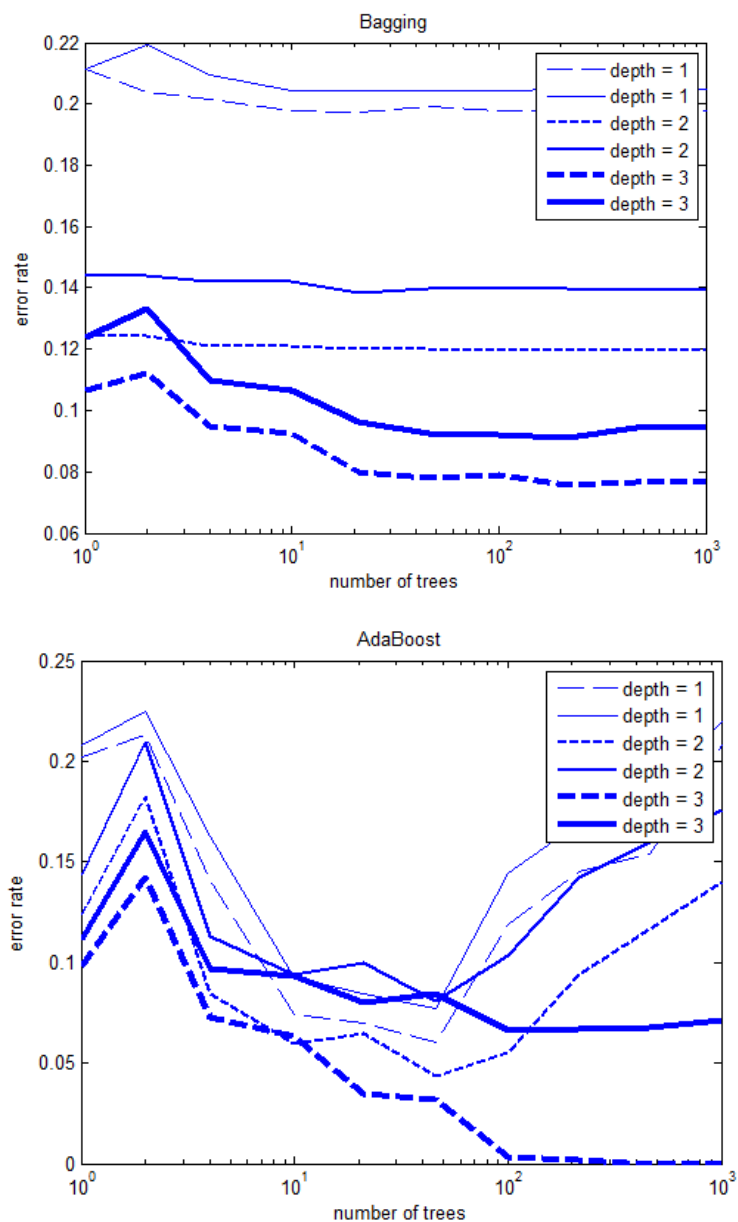 Bagging
0.22
0.2
0.18
0.16
0.14
0.12
0.1
0.08
0.06
error rate
depth = 1
depth = 1
depth = 2
depth = 2
depth = 3
depth = 3
10^0 10^1 10^2 10^3
number of trees
AdaBoost
0.25
0.2
0.15
0.1
0.05
0
error rate
depth = 1
depth = 1
depth = 2
depth = 2
depth = 3
depth = 3
10^0 10^1 10^2 10^3
number of trees